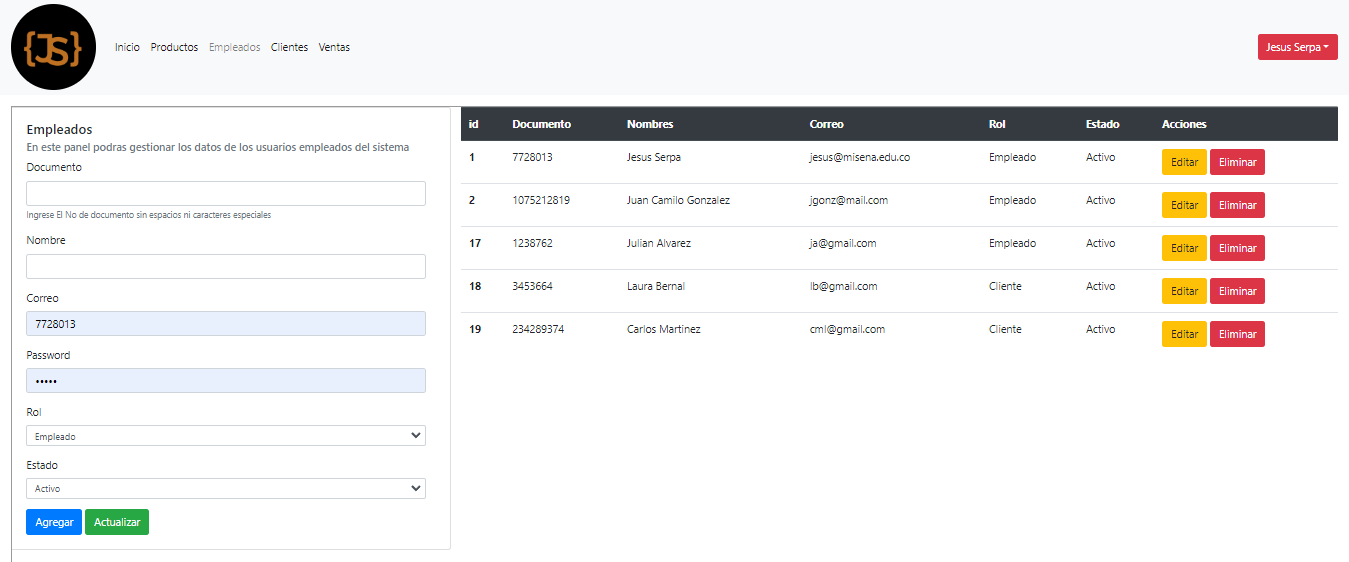 {JS}
Inicio Productos Empleados Clientes Ventas
Jesus Serpa
Empleados
En este panel podras gestionar los datos de los usuarios empleados del sistema
Documento
Ingrese El No de documento sin espacios ni caracteres especiales
Nombre
Correo
7728013
Password
•••••
Rol
Empleado
Estado
Activo
Agregar Actualizar
id Documento Nombres Correo Rol Estado Acciones
1 7728013 Jesus Serpa jesus@misena.edu.co Empleado Activo Editar Eliminar
2 1075212819 Juan Camilo Gonzalez jgonz@mail.com Empleado Activo Editar Eliminar
17 1238762 Julian Alvarez ja@gmail.com Empleado Activo Editar Eliminar
18 3453664 Laura Bernal lb@gmail.com Cliente Activo Editar Eliminar
19 234289374 Carlos Martinez cml@gmail.com Cliente Activo Editar Eliminar